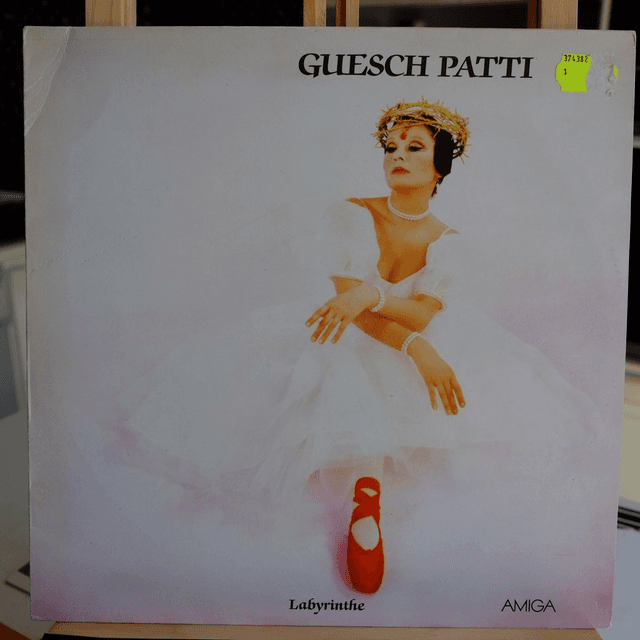 GUESCH PATTI
374382
1
Labyrinthe
AMIGA